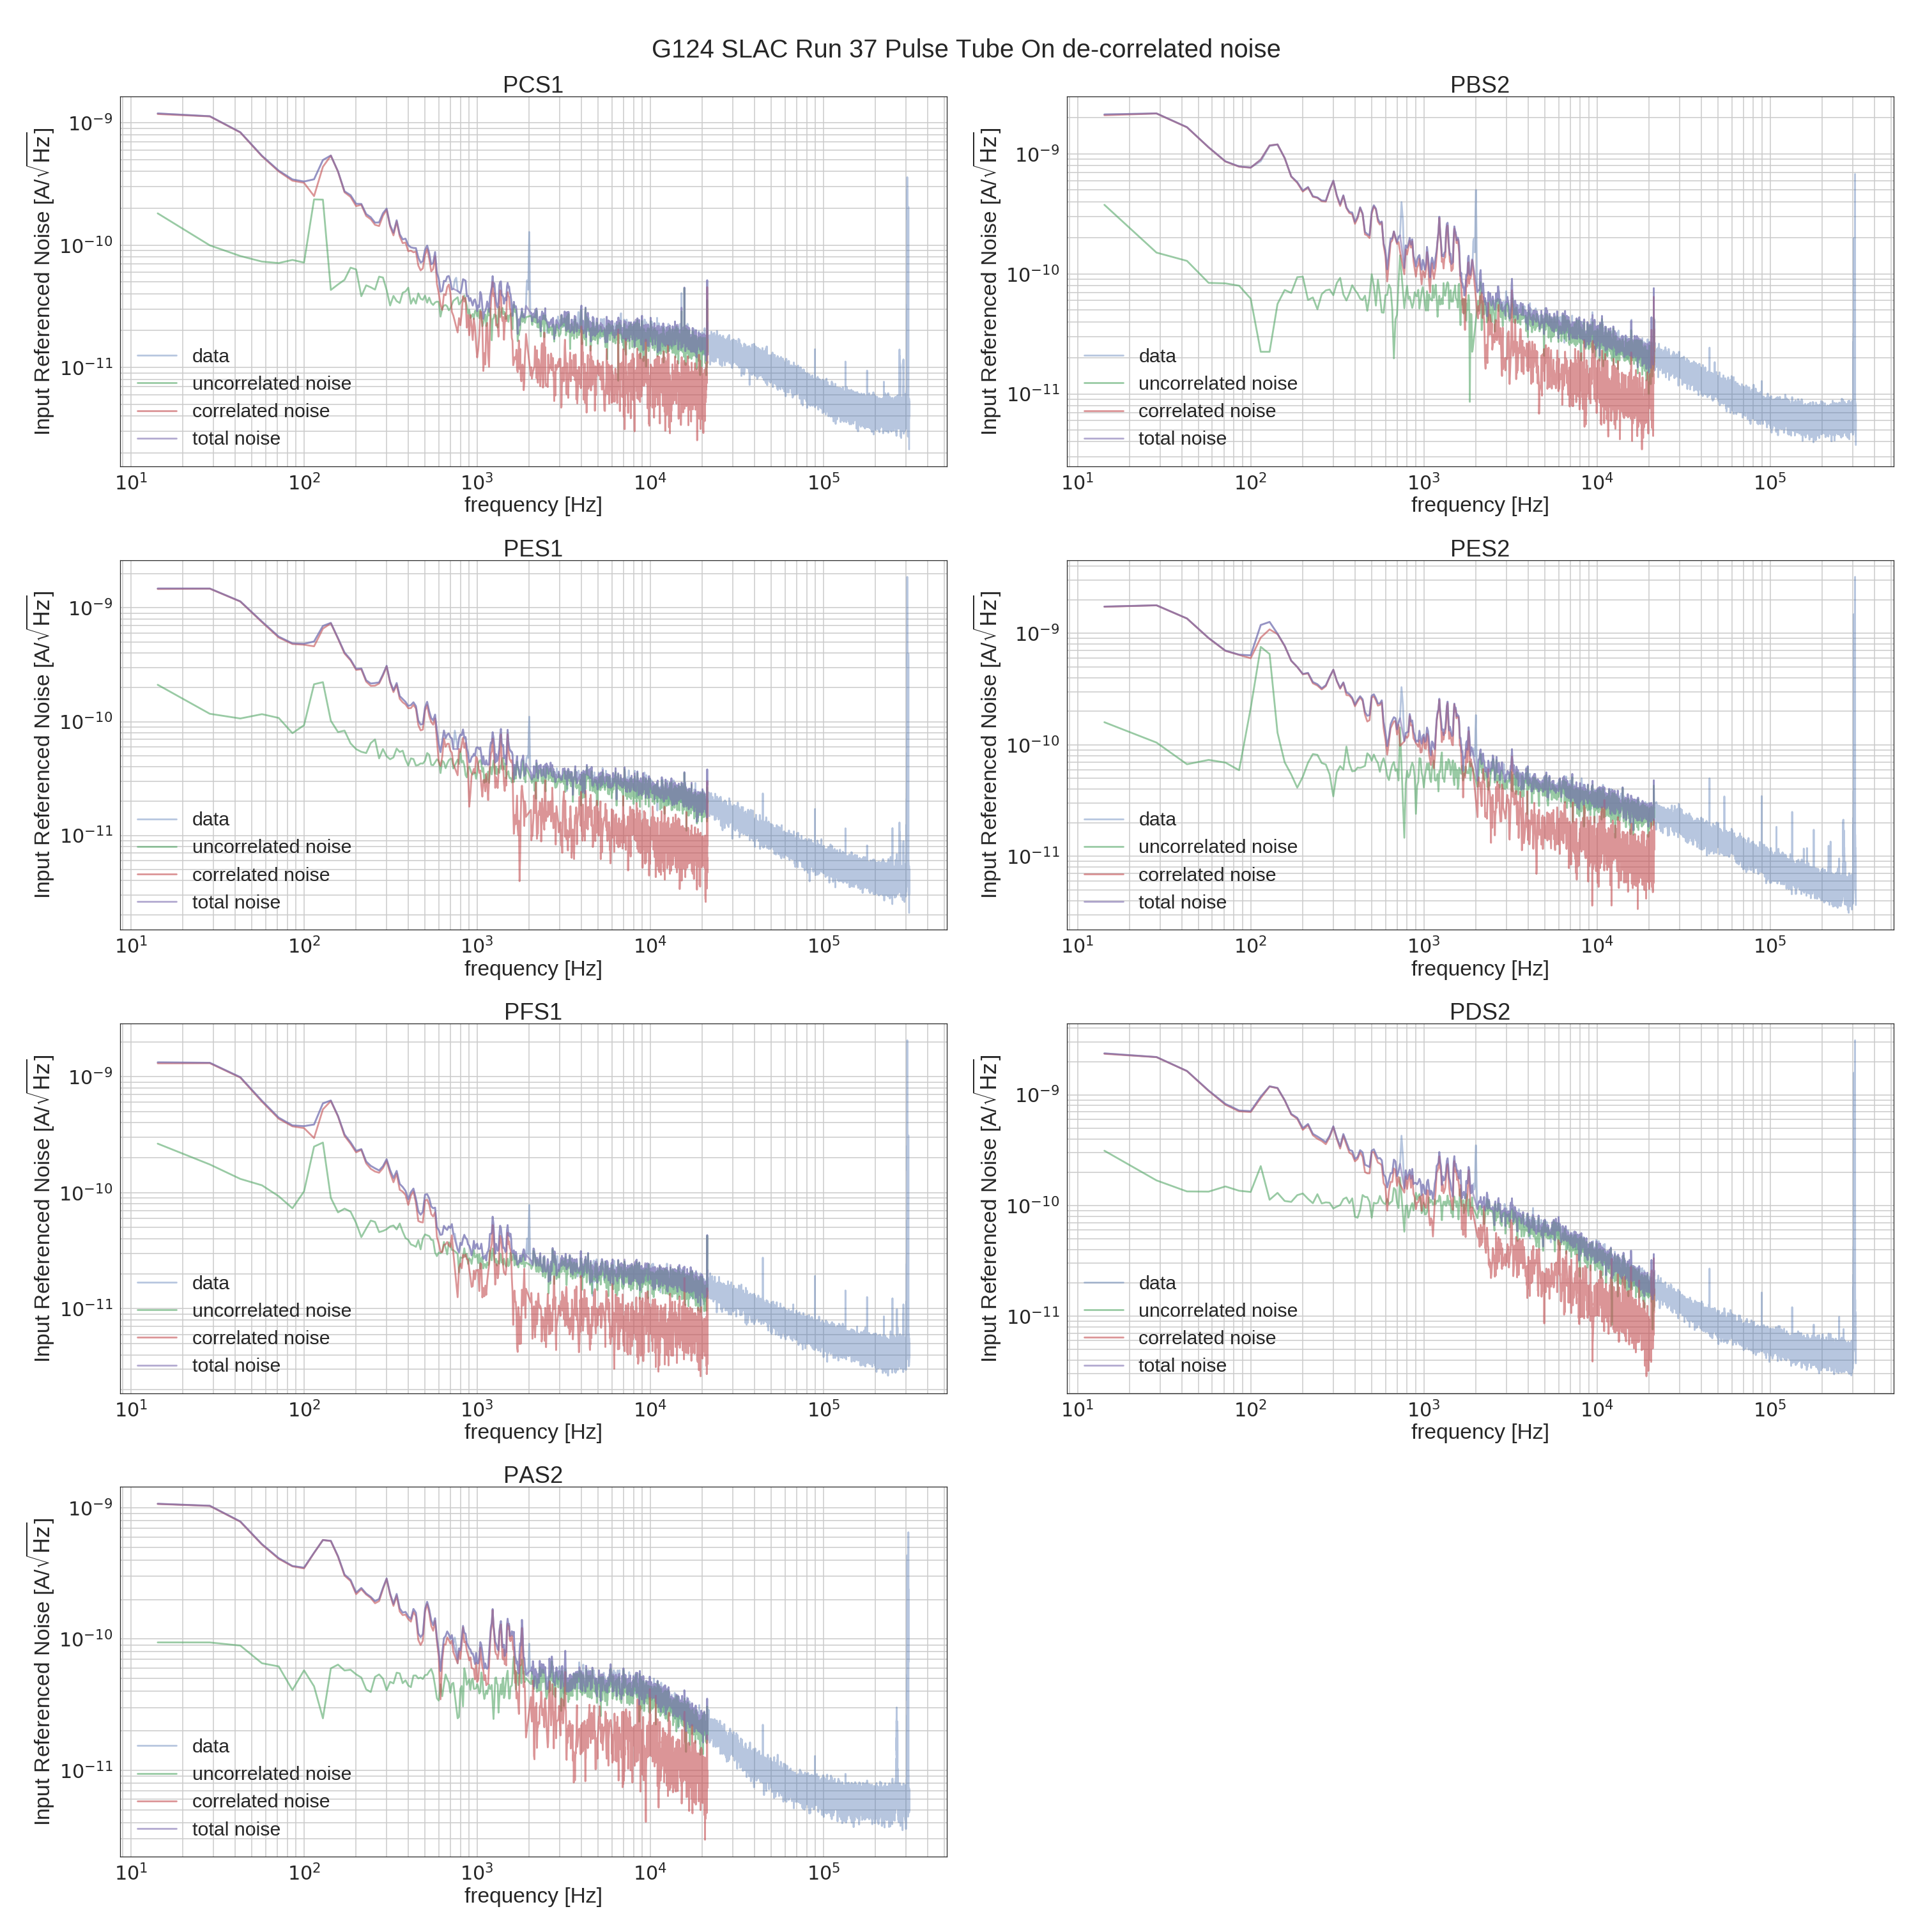 G124 SLAC Run 37 Pulse Tube On de-correlated noise
PCS1
Input Referenced Noise [A/√Hz]
10⁻⁹
10⁻¹⁰
10⁻¹¹
data
uncorrelated noise
correlated noise
total noise
10¹ 10² 10³ 10⁴ 10⁵
frequency [Hz]
PBS2
Input Referenced Noise [A/√Hz]
10⁻⁹
10⁻¹⁰
10⁻¹¹
data
uncorrelated noise
correlated noise
total noise
10¹ 10² 10³ 10⁴ 10⁵
frequency [Hz]
PES1
Input Referenced Noise [A/√Hz]
10⁻⁹
10⁻¹⁰
10⁻¹¹
data
uncorrelated noise
correlated noise
total noise
10¹ 10² 10³ 10⁴ 10⁵
frequency [Hz]
PES2
Input Referenced Noise [A/√Hz]
10⁻⁹
10⁻¹⁰
10⁻¹¹
data
uncorrelated noise
correlated noise
total noise
10¹ 10² 10³ 10⁴ 10⁵
frequency [Hz]
PFS1
Input Referenced Noise [A/√Hz]
10⁻⁹
10⁻¹⁰
10⁻¹¹
data
uncorrelated noise
correlated noise
total noise
10¹ 10² 10³ 10⁴ 10⁵
frequency [Hz]
PDS2
Input Referenced Noise [A/√Hz]
10⁻⁹
10⁻¹⁰
10⁻¹¹
data
uncorrelated noise
correlated noise
total noise
10¹ 10² 10³ 10⁴ 10⁵
frequency [Hz]
PAS2
Input Referenced Noise [A/√Hz]
10⁻⁹
10⁻¹⁰
10⁻¹¹
data
uncorrelated noise
correlated noise
total noise
10¹ 10² 10³ 10⁴ 10⁵
frequency [Hz]